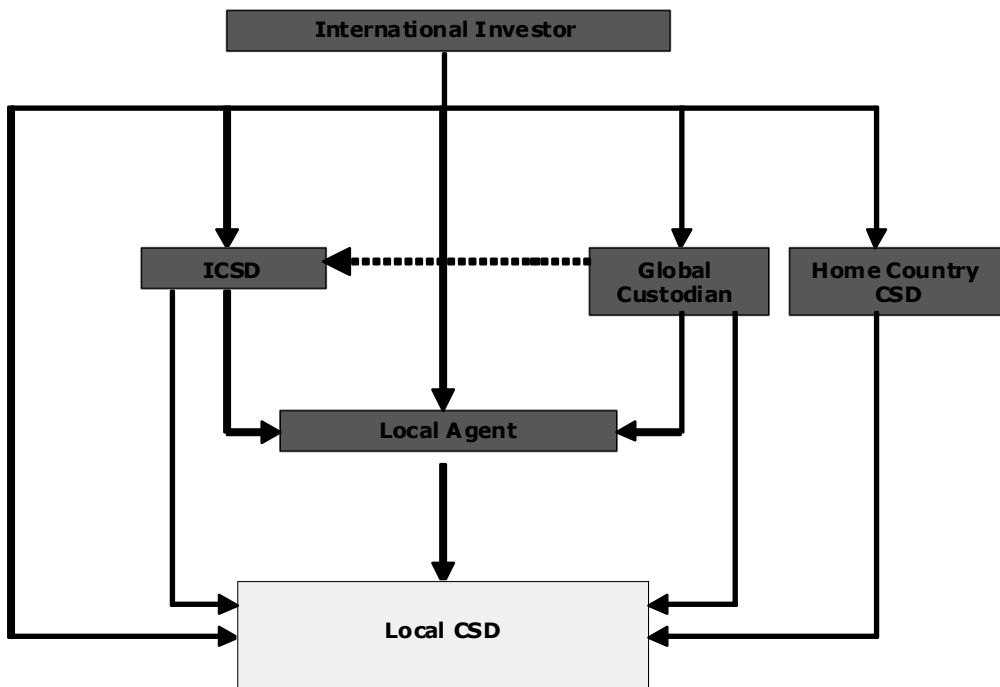 International Investor
ICSD
Global
Custodian
Home Country
CSD
Local Agent
Local CSD